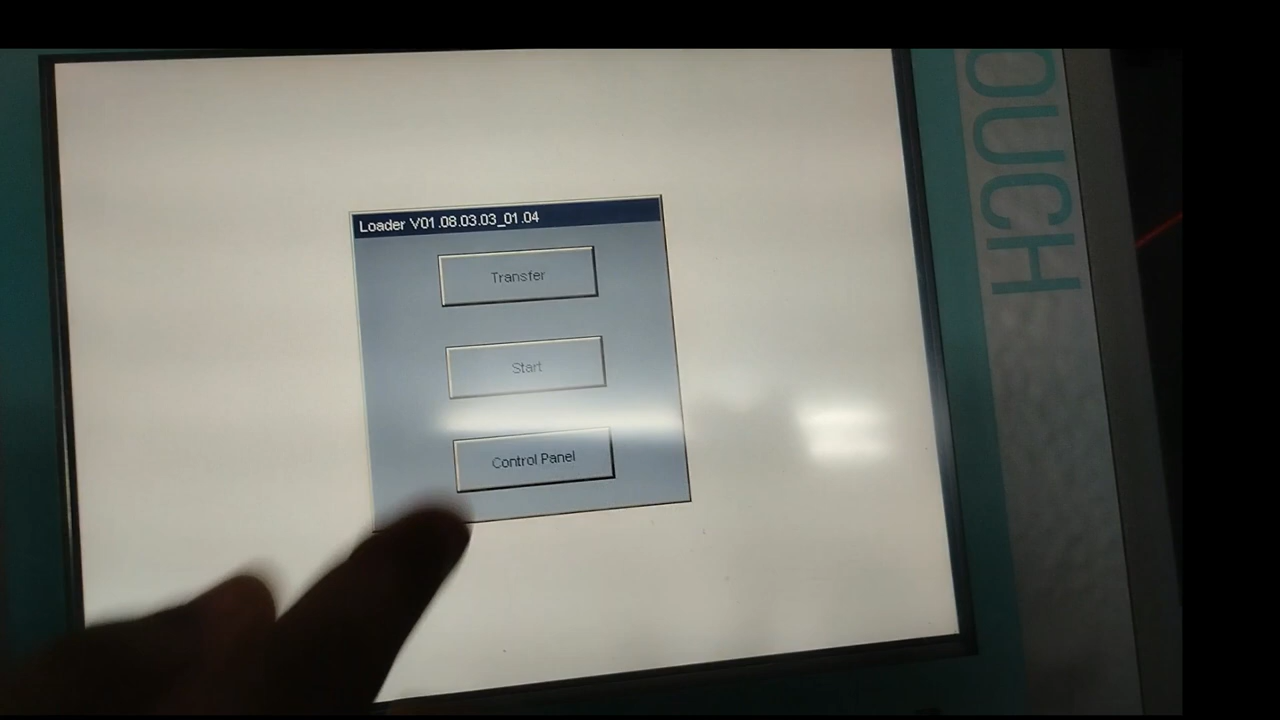 Loader V01.08.03.03_01.04
Transfer
Start
Control Panel
OUCH